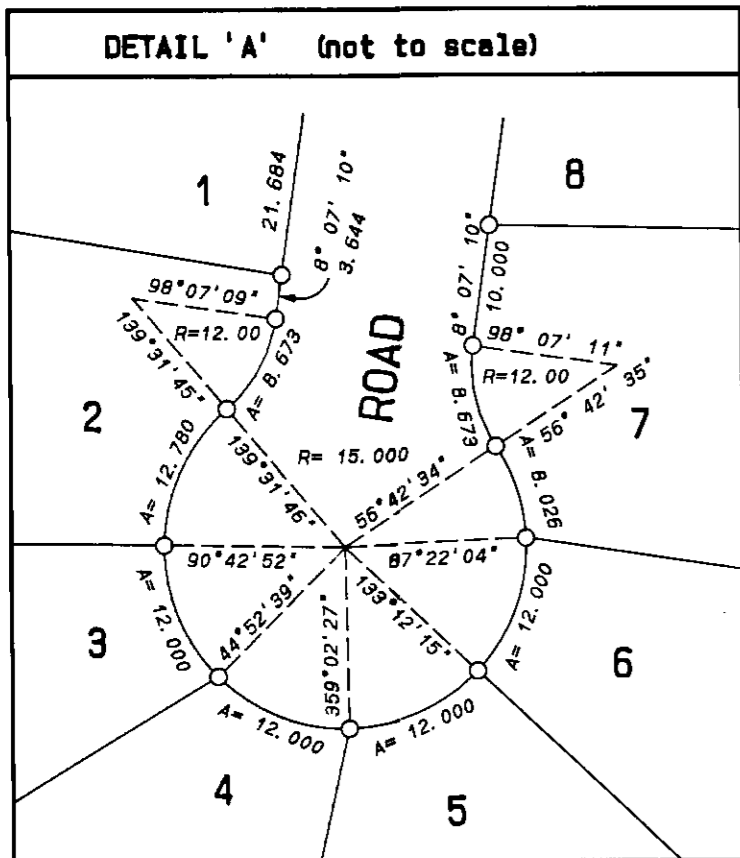 DETAIL 'A' (not to scale)
1
8
21.684
8° 07' 10"
3.644
8° 07' 10"
10.000
98°07'09"
R=12.00
139°31'45"
A= 8.673
98° 07' 11"
R=12.00
56° 42' 35"
A= 8.673
ROAD
2
7
A= 12.780
139°31'46"
R= 15.000
56°42'34"
A= 8.026
90°42'52"
87°22'04"
3
A= 12.000
44°52'39"
359°02'27"
133°12'15"
A= 12.000
6
A= 12.000
A= 12.000
4
5